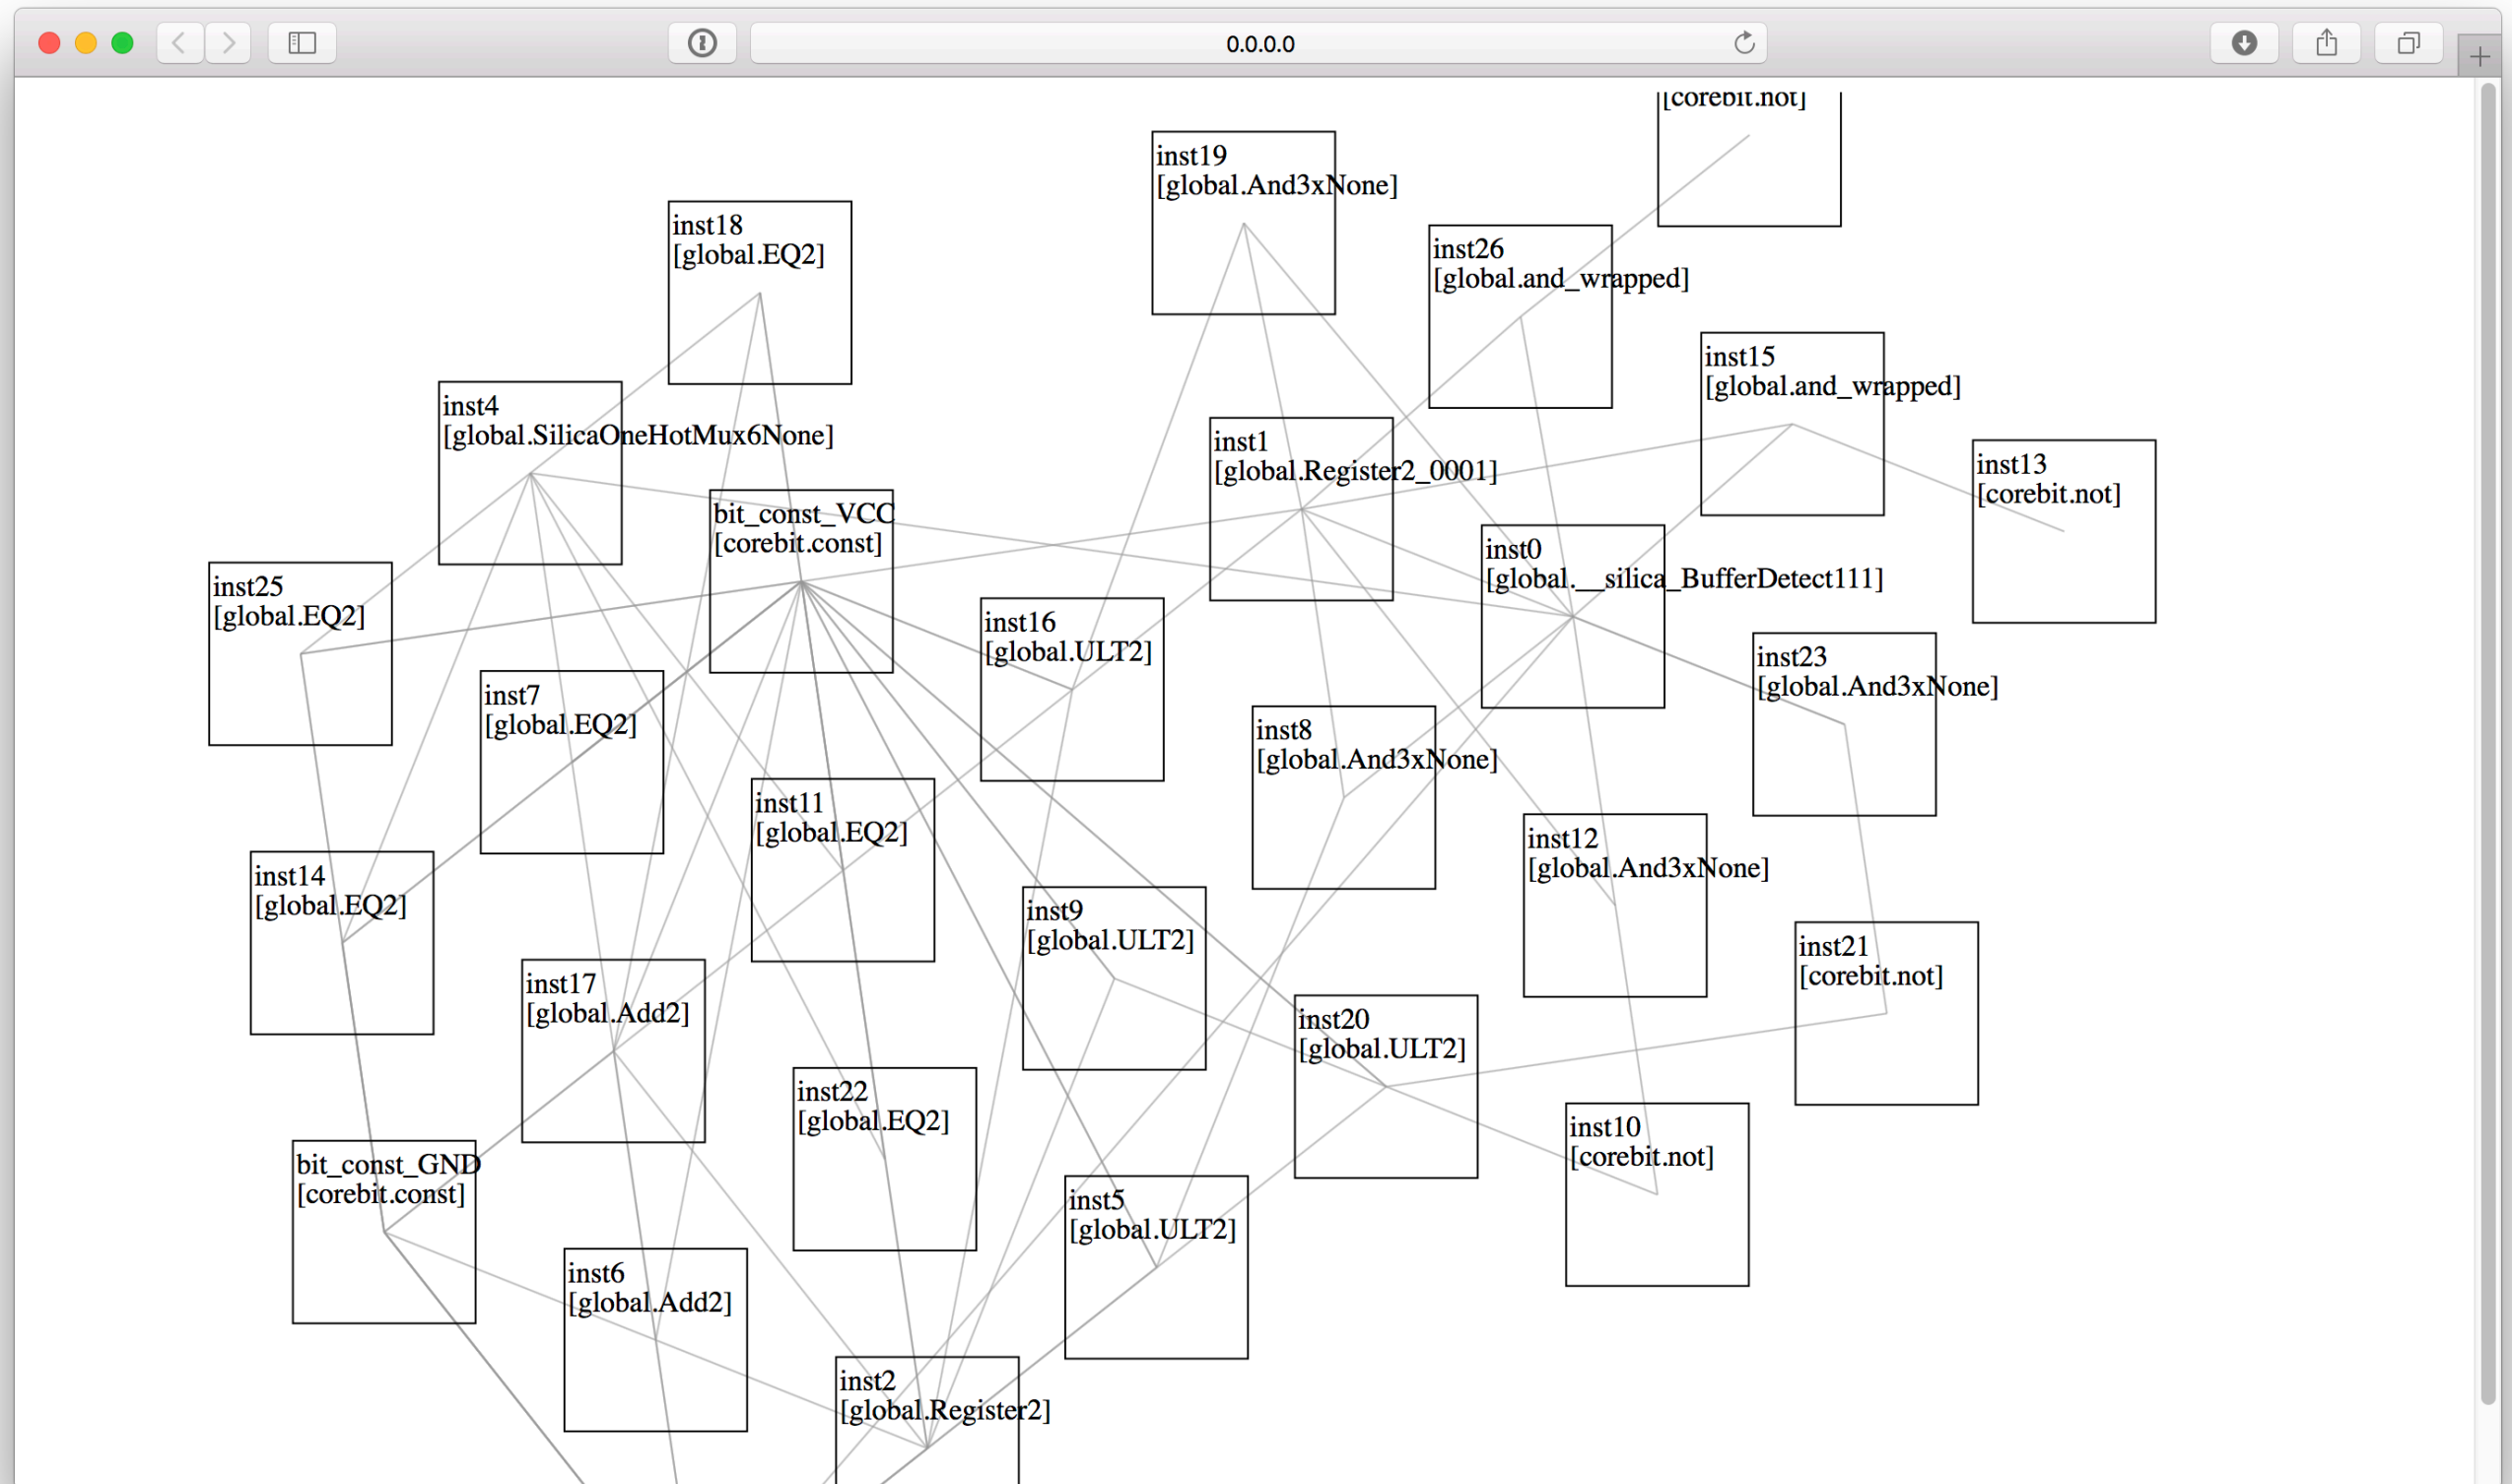 0.0.0.0
[corebit.not]
inst19
[global.And3xNone]
inst18
[global.EQ2]
inst26
[global.and_wrapped]
inst15
[global.and_wrapped]
inst4
[global.SilicaOneHotMux6None]
inst1
[global.Register2_0001]
inst13
[corebit.not]
bit_const_VCC
[corebit.const]
inst0
[global.__silica_BufferDetect111]
inst25
[global.EQ2]
inst16
[global.ULT2]
inst23
[global.And3xNone]
inst7
[global.EQ2]
inst8
[global.And3xNone]
inst11
[global.EQ2]
inst12
[global.And3xNone]
inst14
[global.EQ2]
inst9
[global.ULT2]
inst21
[corebit.not]
inst17
[global.Add2]
inst20
[global.ULT2]
inst22
[global.EQ2]
inst10
[corebit.not]
bit_const_GND
[corebit.const]
inst5
[global.ULT2]
inst6
[global.Add2]
inst2
[global.Register2]